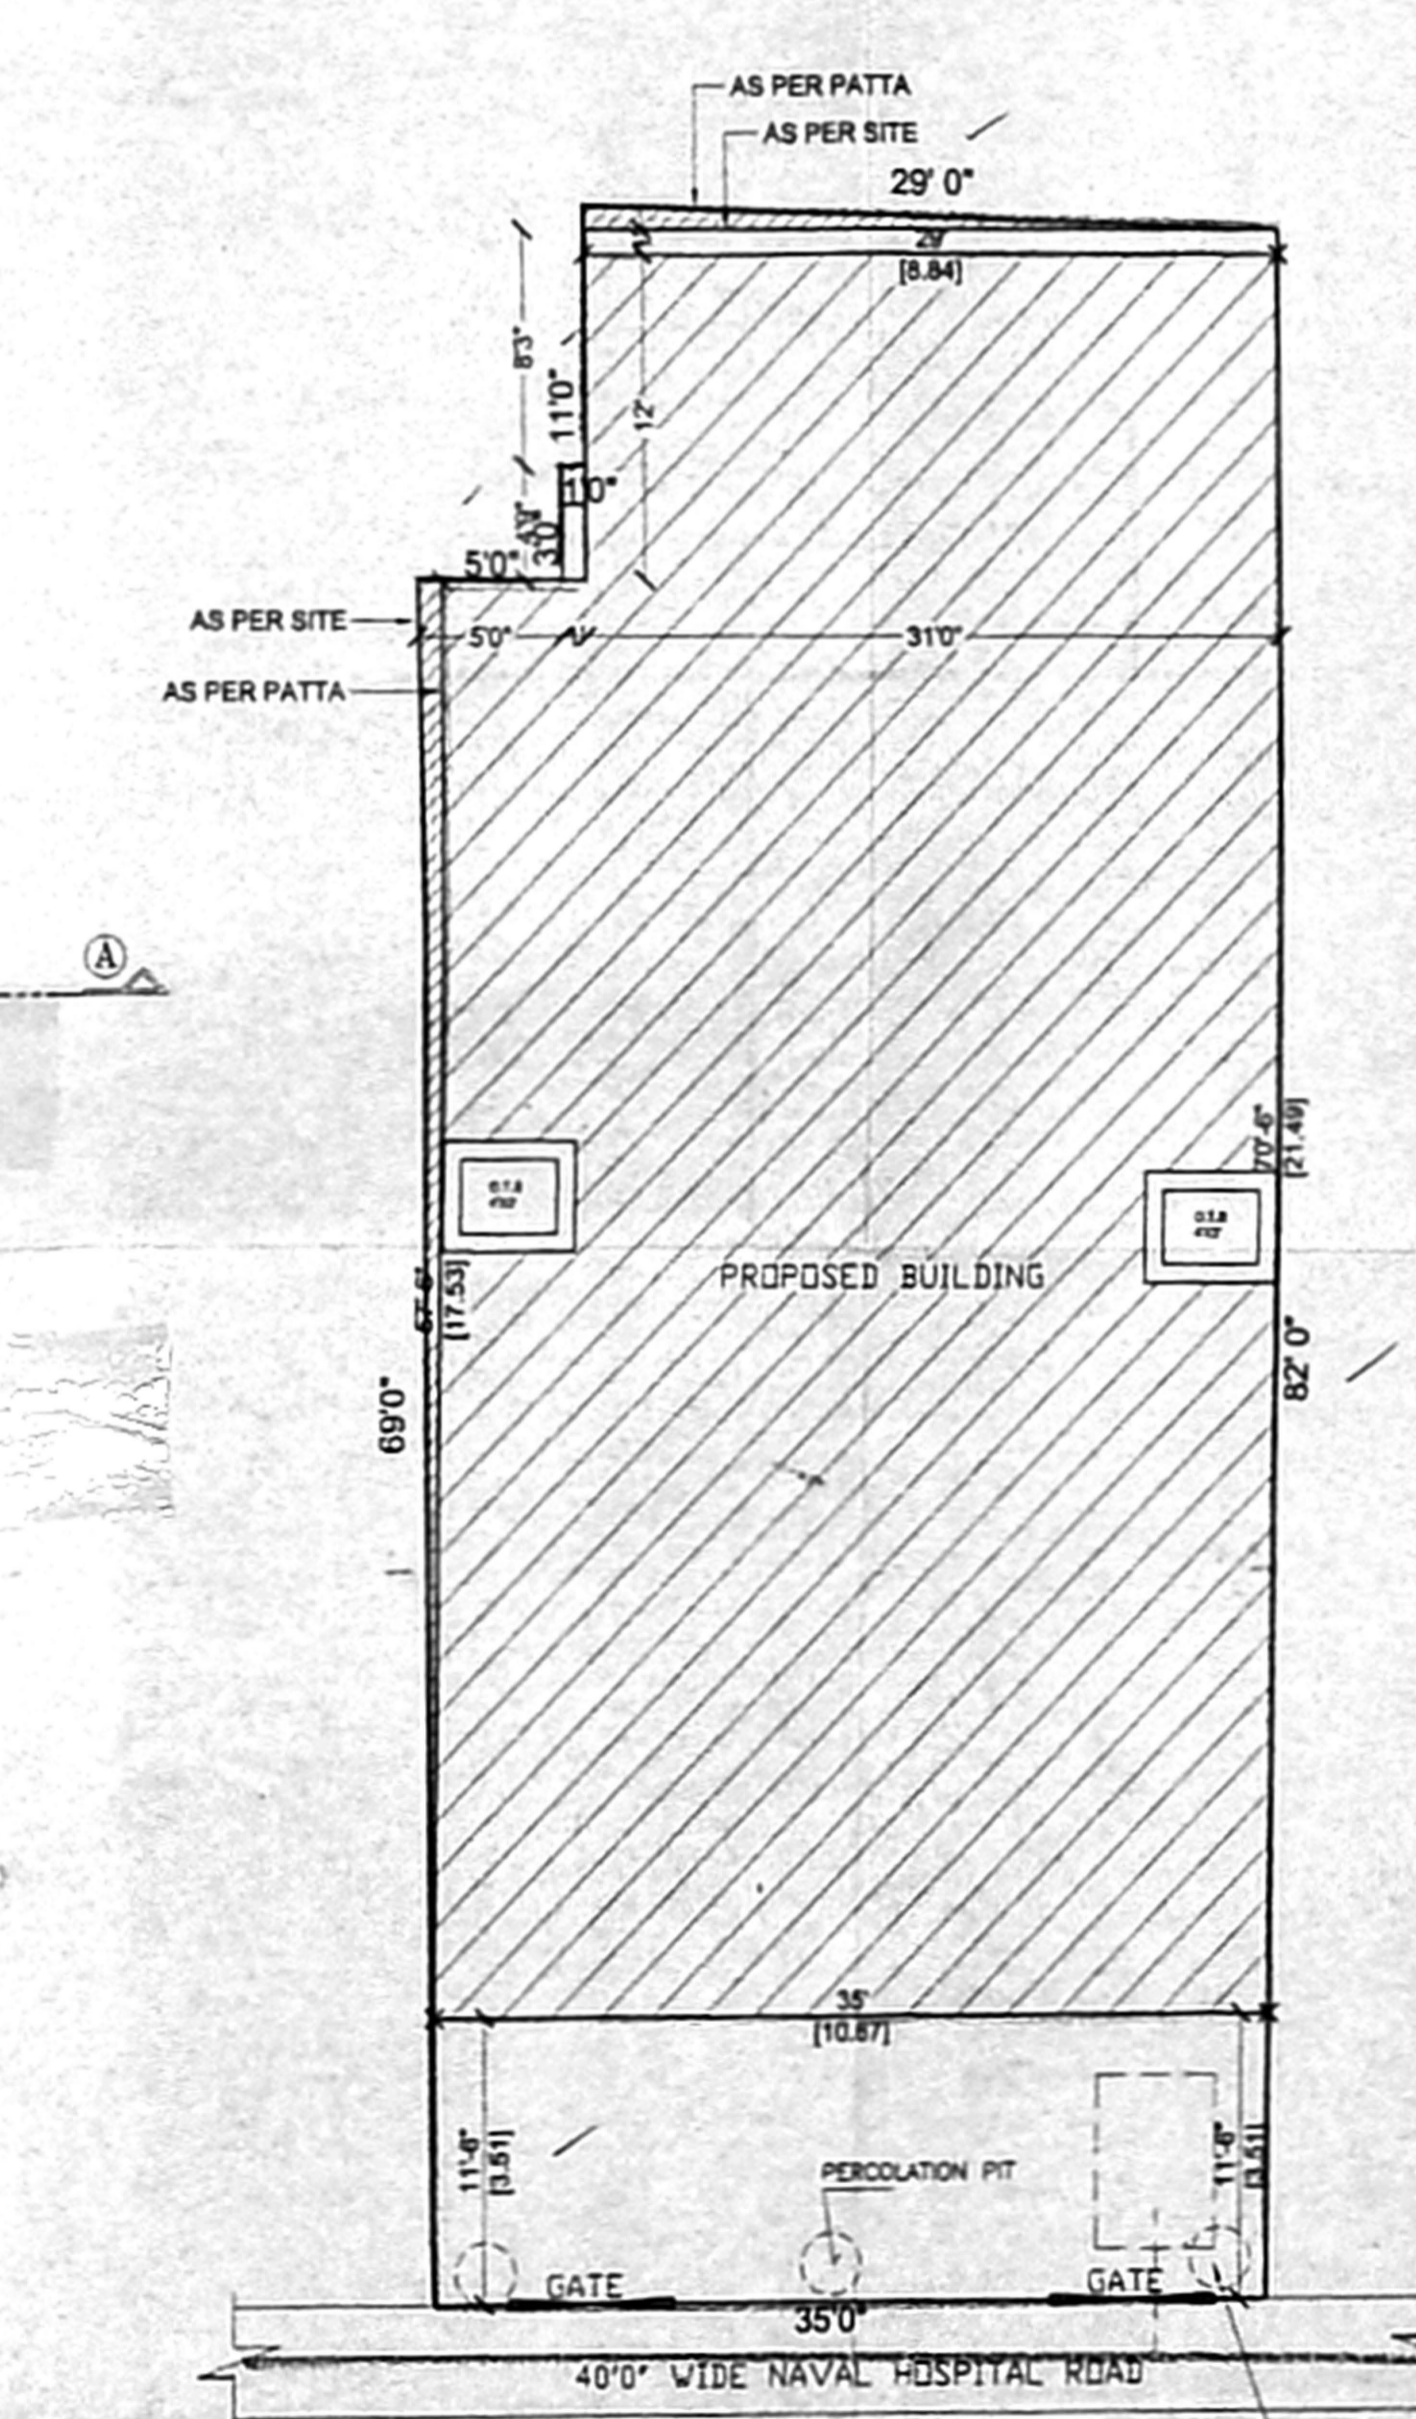 AS PER PATTA
AS PER SITE
29' 0"
29'
[8.84]
8'3"
11'0"
12'
1'0"
3'0"
5'0"
AS PER SITE
5'0"
31'0"
AS PER PATTA
A
70'-6"
[21.49]
PROPOSED BUILDING
57'-6"
[17.53]
82' 0"
69'0"
35'
[10.67]
11'-6"
[3.51]
11'-6"
[3.51]
PERCOLATION PIT
GATE
GATE
35'0"
40'0" WIDE NAVAL HOSPITAL ROAD